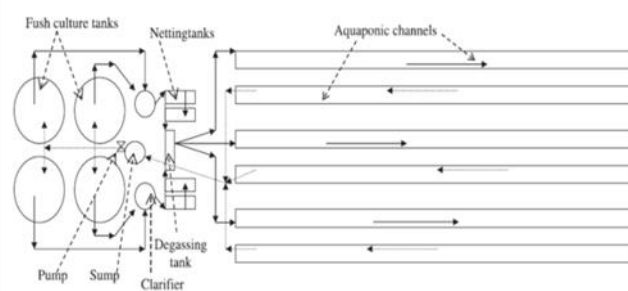 Fush culture tanks
Nettingtanks
Aquaponic channels
Degassing
tank
Pump
Sump
Clarifier